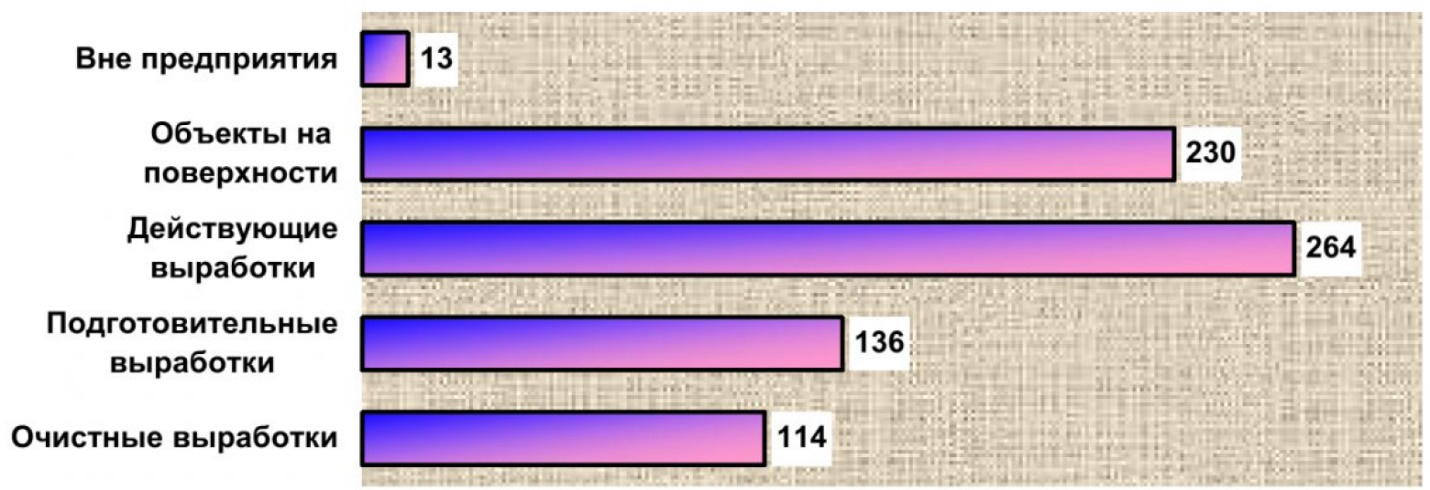 Вне предприятия 13
Объекты на
поверхности 230
Действующие
выработки 264
Подготовительные
выработки 136
Очистные выработки 114